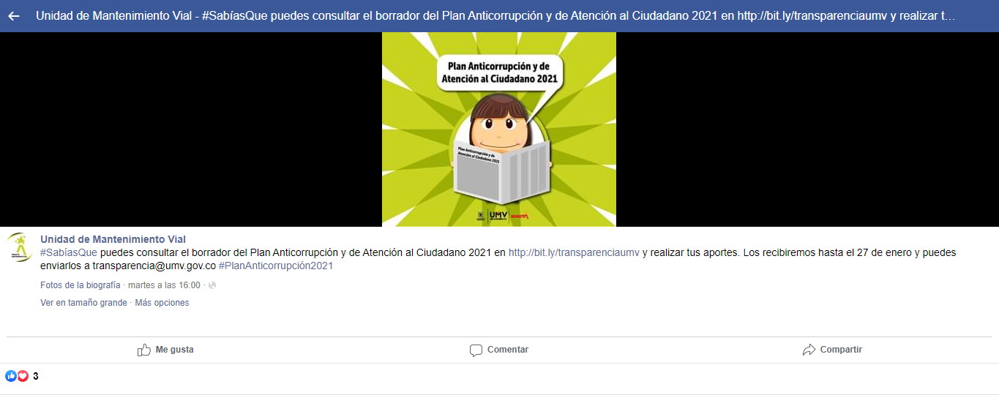 Unidad de Mantenimiento Vial - #SabíasQue puedes consultar el borrador del Plan Anticorrupción y de Atención al Ciudadano 2021 en http://bit.ly/transparenciaumv y realizar t…
Plan Anticorrupción y de
Atención al Ciudadano 2021
Plan Anticorrupción y de
Atención al Ciudadano 2021
UMV
BOGOTÁ
Unidad de Mantenimiento Vial
#SabíasQue puedes consultar el borrador del Plan Anticorrupción y de Atención al Ciudadano 2021 en http://bit.ly/transparenciaumv y realizar tus aportes. Los recibiremos hasta el 27 de enero y puedes
enviarlos a transparencia@umv.gov.co #PlanAnticorrupción2021
Fotos de la biografía · martes a las 16:00 ·
Ver en tamaño grande · Más opciones
Me gusta
Comentar
Compartir
3